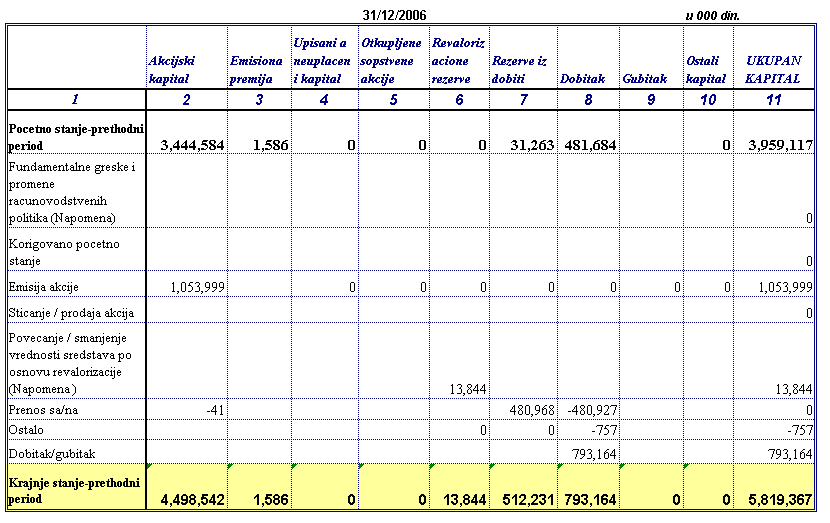 31/12/2006 u 000 din.
Akcijski kapital Emisiona premija Upisani a neuplacen i kapital Otkupljene sopstvene akcije Revaloriz acione rezerve Rezerve iz dobiti Dobitak Gubitak Ostali kapital UKUPAN KAPITAL
1 2 3 4 5 6 7 8 9 10 11
Pocetno stanje-prethodni
period 3,444,584 1,586 0 0 0 31,263 481,684 0 3,959,117
Fundamentalne greske i
promene
racunovodstvenih
politika (Napomena) 0
Korigovano pocetno
stanje 0
Emisija akcije 1,053,999 0 0 0 0 0 0 0 1,053,999
Sticanje / prodaja akcija 0
Povecanje / smanjenje
vrednosti sredstava po
osnovu revalorizacije
(Napomena ) 13,844 13,844
Prenos sa/na -41 480,968 -480,927 0
Ostalo 0 0 -757 -757
Dobitak/gubitak 793,164 793,164
Krajnje stanje-prethodni
period 4,498,542 1,586 0 0 13,844 512,231 793,164 0 0 5,819,367